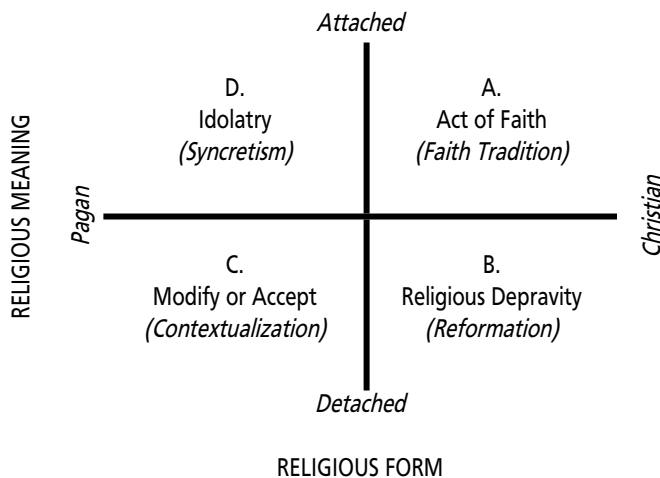 Attached
D.
Idolatry
(Syncretism)
A.
Act of Faith
(Faith Tradition)
RELIGIOUS MEANING
Pagan
Christian
C.
Modify or Accept
(Contextualization)
B.
Religious Depravity
(Reformation)
Detached
RELIGIOUS FORM